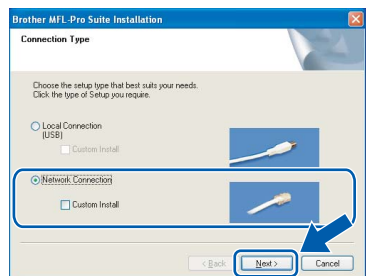 Brother MFL-Pro Suite Installation
Connection Type
Choose the setup type that best suits your needs.
Click the type of Setup you require.
Local Connection
(USB)
Custom Install
Network Connection
Custom Install
< Back
Next >
Cancel